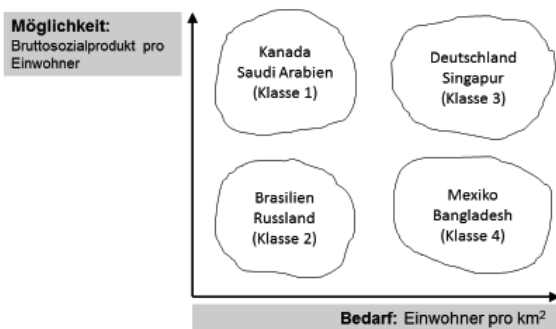 Möglichkeit:
Bruttosozialprodukt pro
Einwohner
Kanada
Saudi Arabien
(Klasse 1)
Deutschland
Singapur
(Klasse 3)
Brasilien
Russland
(Klasse 2)
Mexiko
Bangladesh
(Klasse 4)
Bedarf: Einwohner pro km²